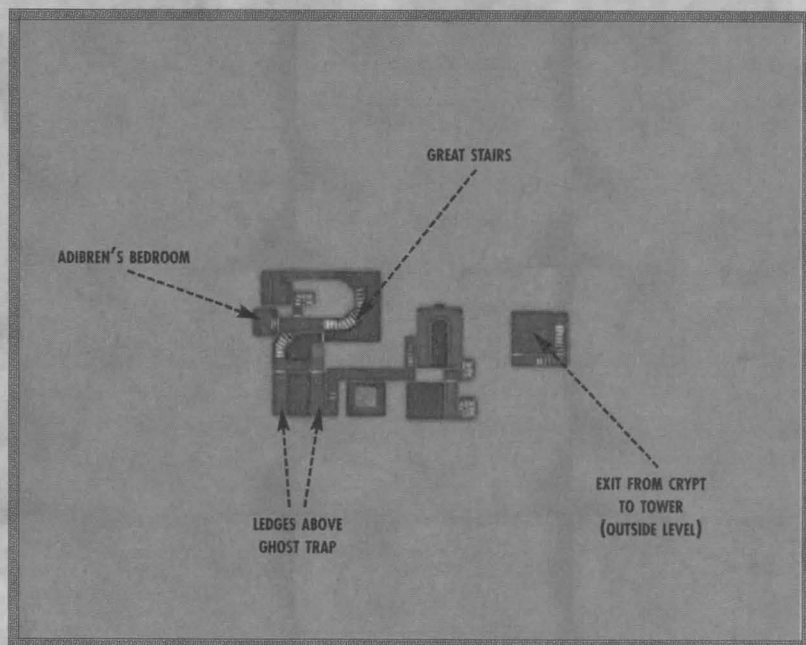 GREAT STAIRS
ADIBREN'S BEDROOM
LEDGES ABOVE
GHOST TRAP
EXIT FROM CRYPT
TO TOWER
(OUTSIDE LEVEL)